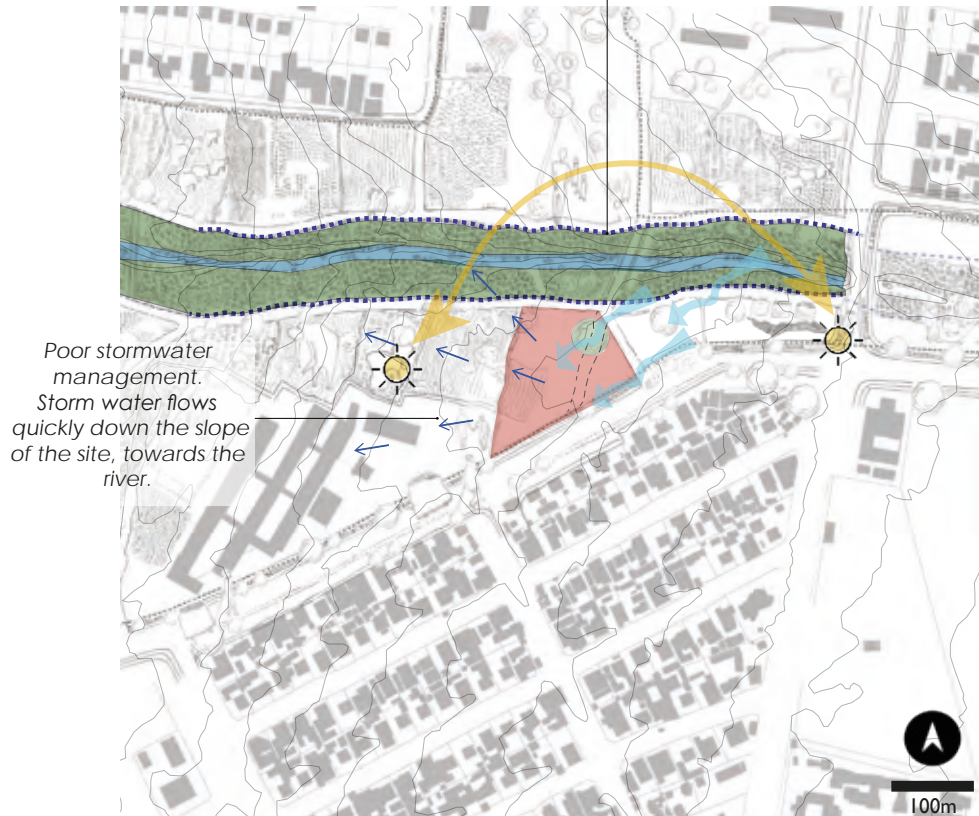 Poor stormwater
management.
Storm water flows
quickly down the slope
of the site, towards the
river.
100m